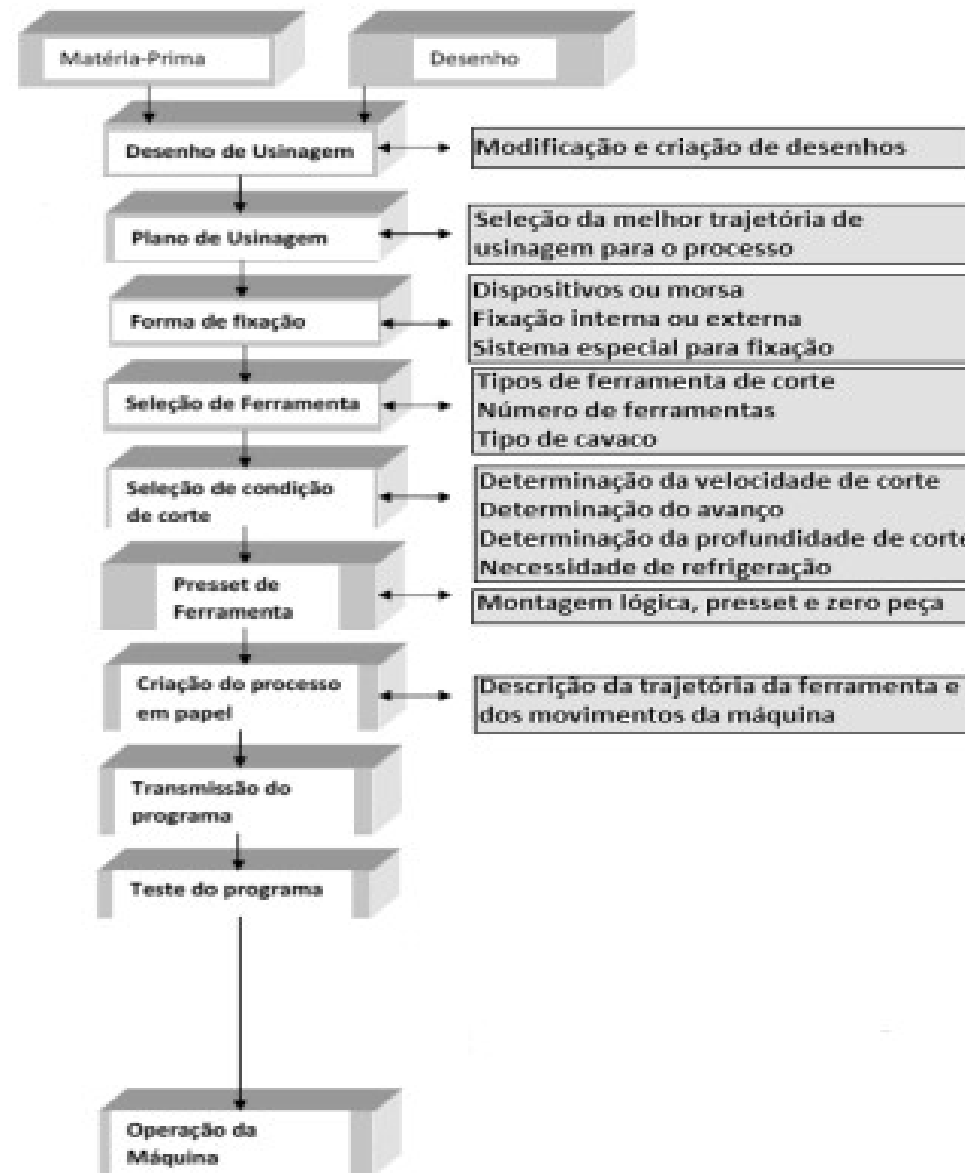 Matéria-Prima
Desenho
Desenho de Usinagem
Modificação e criação de desenhos
Plano de Usinagem
Seleção da melhor trajetória de
usinagem para o processo
Forma de fixação
Dispositivos ou morsa
Fixação interna ou externa
Sistema especial para fixação
Seleção de Ferramenta
Tipos de ferramenta de corte
Número de ferramentas
Tipo de cavaco
Seleção de condição
de corte
Determinação da velocidade de corte
Determinação do avanço
Determinação da profundidade de corte
Necessidade de refrigeração
Presset de
Ferramenta
Montagem lógica, presset e zero peça
Criação do processo
em papel
Descrição da trajetória da ferramenta e
dos movimentos da máquina
Transmissão do
programa
Teste do programa
Operação da
Máquina